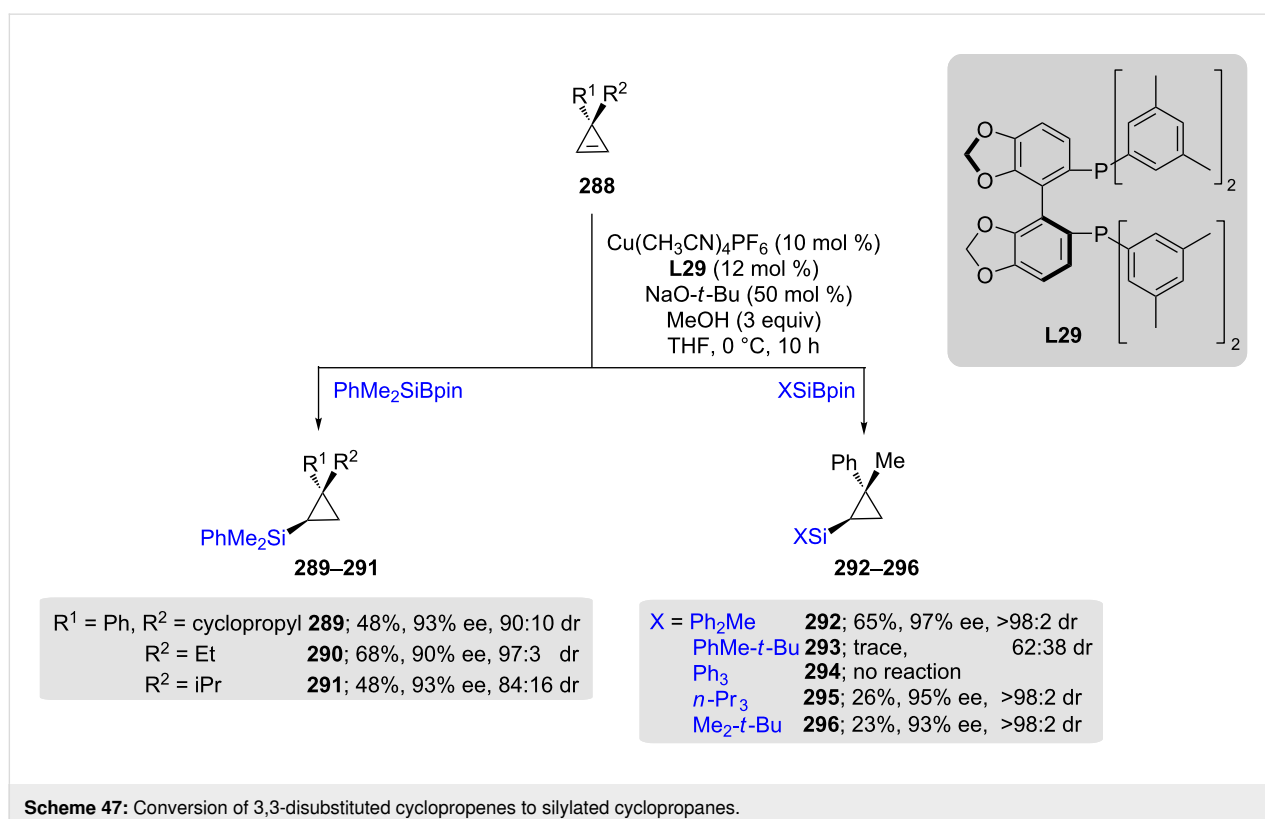 R¹ R²
288
Cu(CH₃CN)₄PF₆ (10 mol %)
L29 (12 mol %)
NaO-t-Bu (50 mol %)
MeOH (3 equiv)
THF, 0 °C, 10 h
O
O
P
2
O
O
P
2
L29
PhMe₂SiBpin
XSiBpin
R¹ R²
PhMe₂Si
289–291
Ph Me
XSi
292–296
R¹ = Ph, R² = cyclopropyl 289; 48%, 93% ee, 90:10 dr
R² = Et 290; 68%, 90% ee, 97:3 dr
R² = iPr 291; 48%, 93% ee, 84:16 dr
X = Ph₂Me 292; 65%, 97% ee, >98:2 dr
PhMe-t-Bu 293; trace, 62:38 dr
Ph₃ 294; no reaction
n-Pr₃ 295; 26%, 95% ee, >98:2 dr
Me₂-t-Bu 296; 23%, 93% ee, >98:2 dr
Scheme 47: Conversion of 3,3-disubstituted cyclopropenes to silylated cyclopropanes.